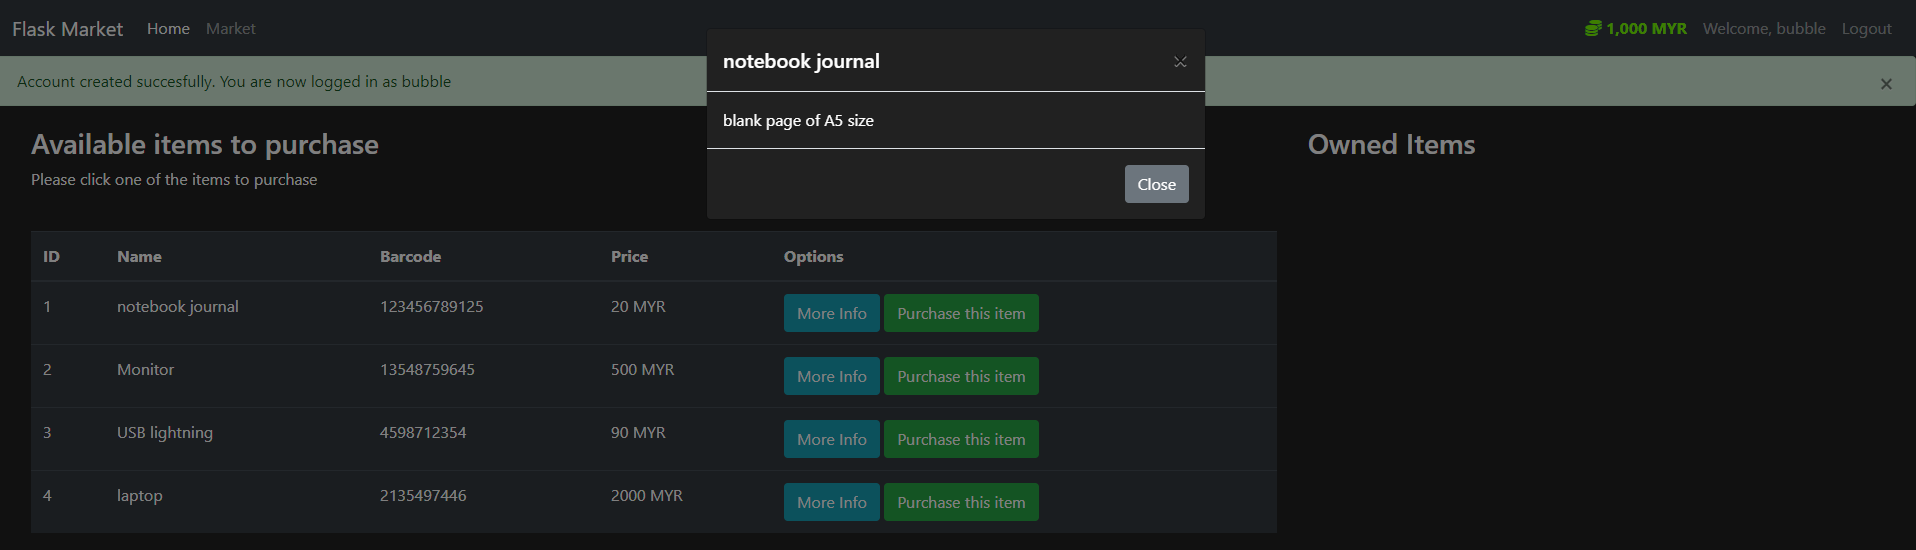 Flask Market Home Market 1,000 MYR Welcome, bubble Logout
notebook journal ×
Account created succesfully. You are now logged in as bubble ×
blank page of A5 size
Available items to purchase
Owned Items
Please click one of the items to purchase
Close
ID Name Barcode Price Options
1 notebook journal 123456789125 20 MYR More Info Purchase this item
2 Monitor 13548759645 500 MYR More Info Purchase this item
3 USB lightning 4598712354 90 MYR More Info Purchase this item
4 laptop 2135497446 2000 MYR More Info Purchase this item